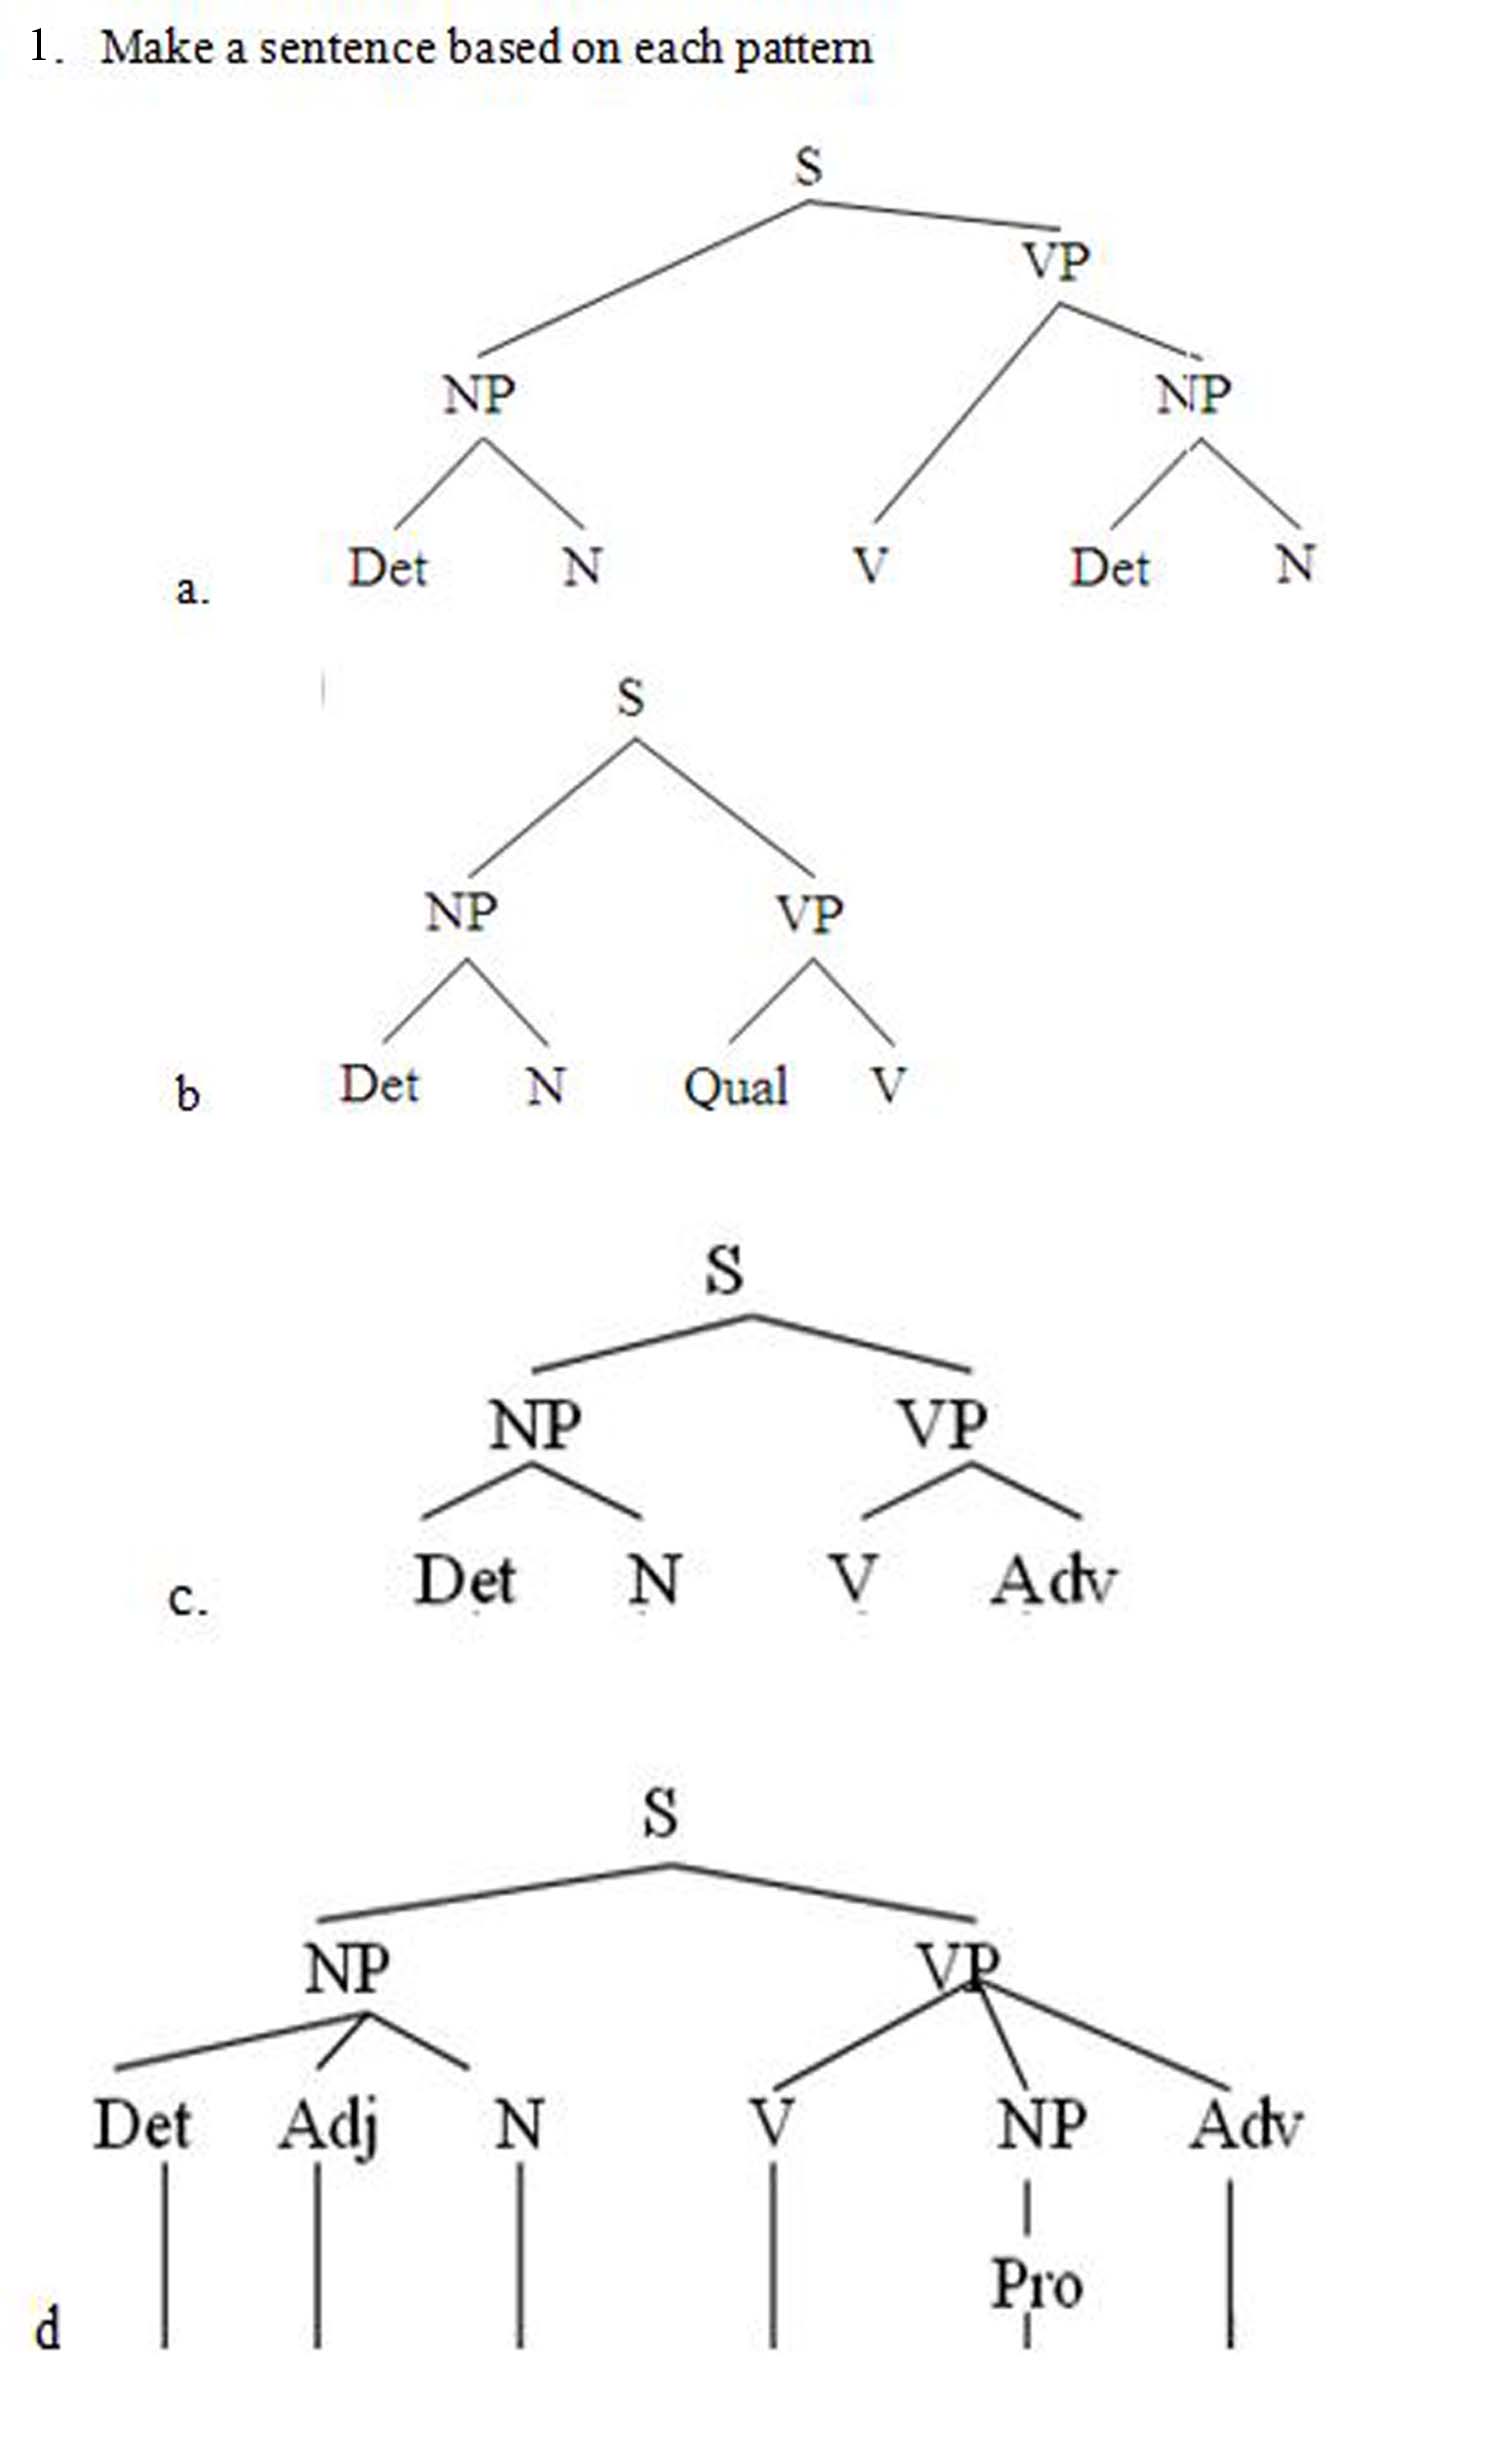 1. Make a sentence based on each pattern
S
VP
NP NP
Det N V Det N
a.
S
NP VP
Det N Qual V
b
S
NP VP
Det N V Adv
c.
S
NP VP
Det Adj N V NP Adv
Pro
d